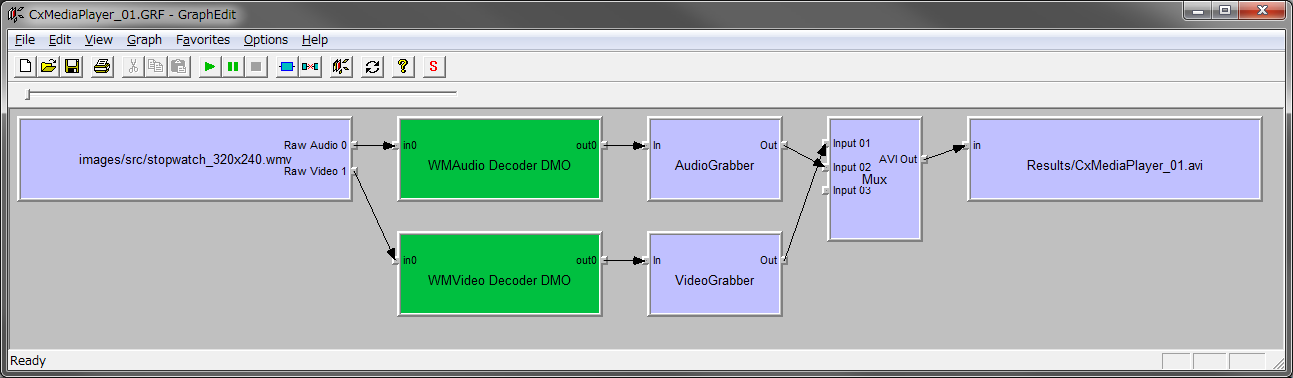 CxMediaPlayer_01.GRF - GraphEdit
File Edit View Graph Favorites Options Help
S
images/src/stopwatch_320x240.wmv
Raw Audio 0
Raw Video 1
in0
WMAudio Decoder DMO
out0
In
AudioGrabber
Out
Input 01
Input 02
Input 03
Mux
AVI Out
in
Results/CxMediaPlayer_01.avi
in0
WMVideo Decoder DMO
out0
In
VideoGrabber
Out
Ready